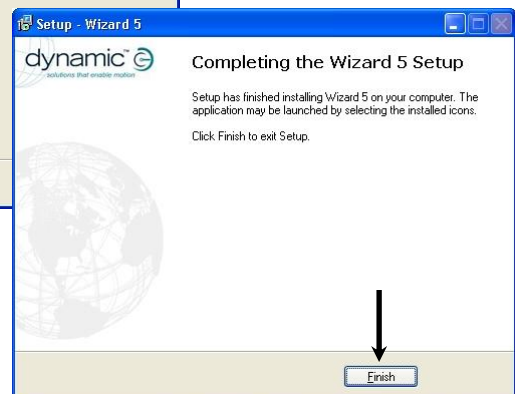 Setup - Wizard 5
dynamic™
solutions that enable motion
Completing the Wizard 5 Setup
Setup has finished installing Wizard 5 on your computer. The
application may be launched by selecting the installed icons.
Click Finish to exit Setup.
Finish